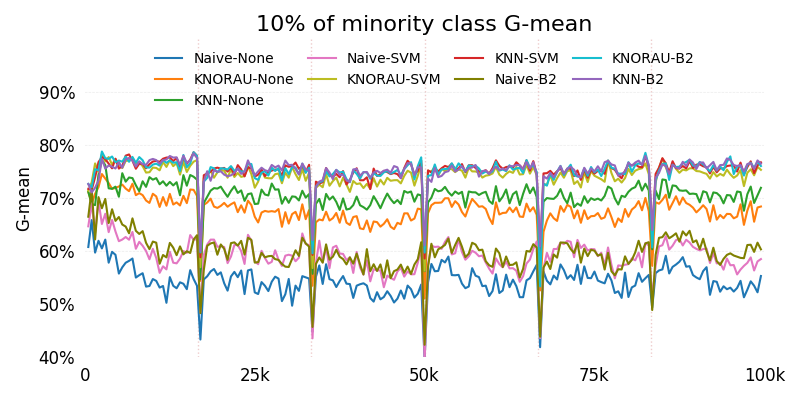 10% of minority class G-mean
Naive-None Naive-SVM KNN-SVM KNORAU-B2
KNORAU-None KNORAU-SVM Naive-B2 KNN-B2
KNN-None
90%
80%
70%
60%
50%
40%
G-mean
0 25k 50k 75k 100k